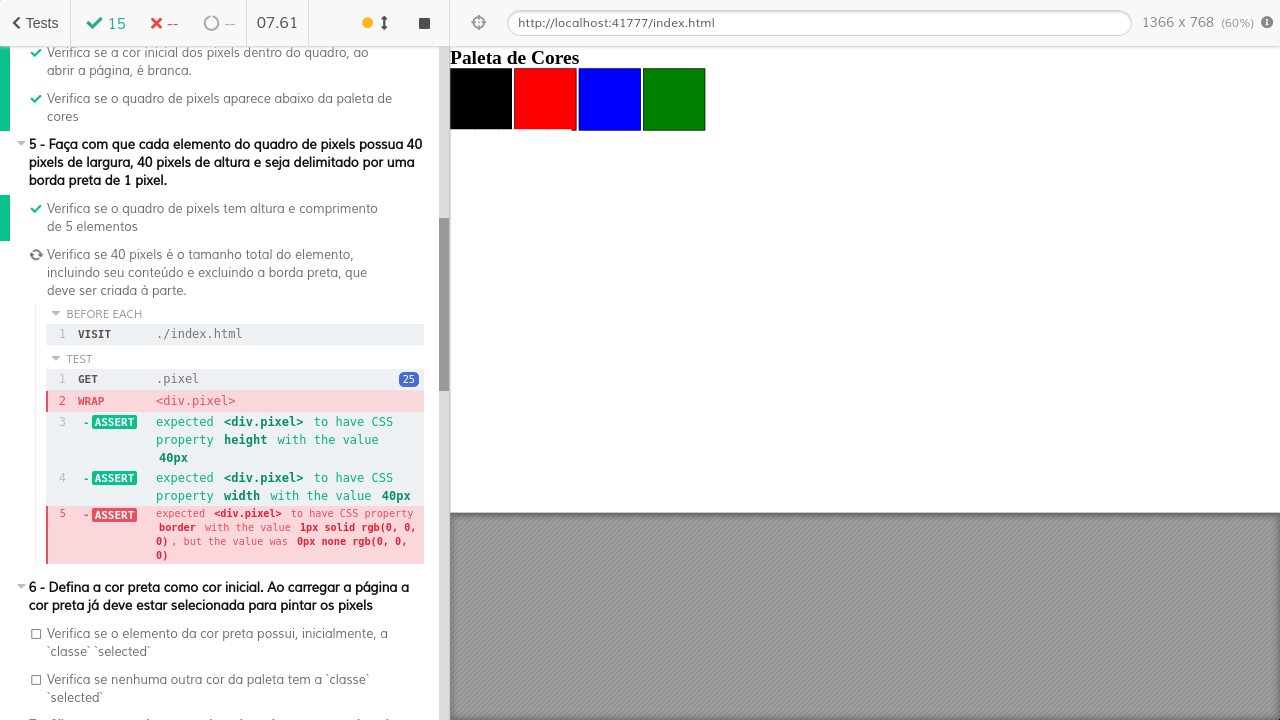 Tests
15
--
--
07.61
http://localhost:41777/index.html
1366 x 768 (60%)
Verifica se a cor inicial dos pixels dentro do quadro, ao
abrir a página, é branca.
Verifica se o quadro de pixels aparece abaixo da paleta de
cores
5 - Faça com que cada elemento do quadro de pixels possua 40
pixels de largura, 40 pixels de altura e seja delimitado por uma
borda preta de 1 pixel.
Verifica se o quadro de pixels tem altura e comprimento
de 5 elementos
Verifica se 40 pixels é o tamanho total do elemento,
incluindo seu conteúdo e excluindo a borda preta, que
deve ser criada à parte.
BEFORE EACH
1 VISIT ./index.html
TEST
1 GET .pixel 25
2 WRAP <div.pixel>
3 -ASSERT expected <div.pixel> to have CSS
property height with the value
40px
4 -ASSERT expected <div.pixel> to have CSS
property width with the value 40px
5 -ASSERT expected <div.pixel> to have CSS property
border with the value 1px solid rgb(0, 0,
0), but the value was 0px none rgb(0, 0,
0)
6 - Defina a cor preta como cor inicial. Ao carregar a página a
cor preta já deve estar selecionada para pintar os pixels
Verifica se o elemento da cor preta possui, inicialmente, a
`classe` `selected`
Verifica se nenhuma outra cor da paleta tem a `classe`
`selected`
Paleta de Cores